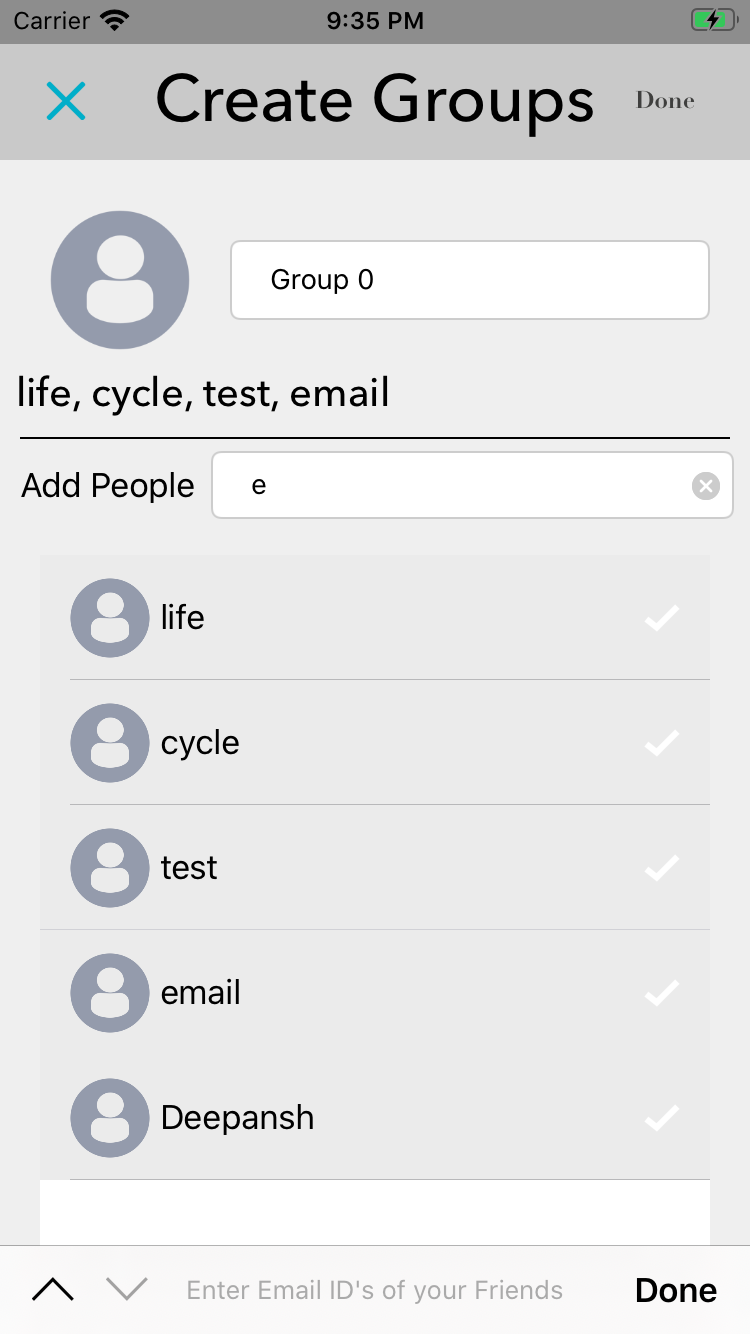 Carrier 9:35 PM
Create Groups Done
Group 0
life, cycle, test, email
Add People e
life
cycle
test
email
Deepansh
Enter Email ID's of your Friends Done